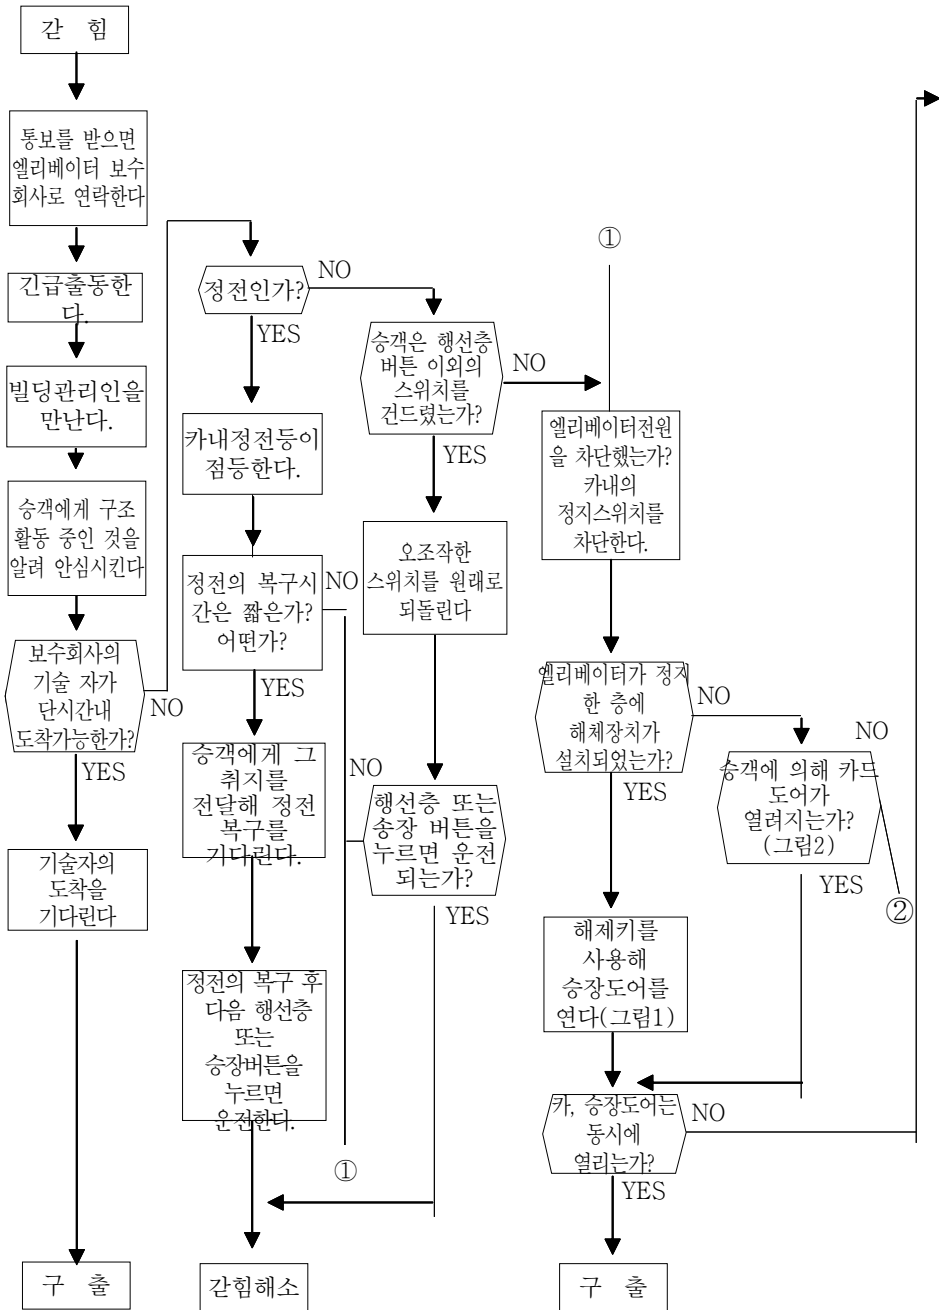 갇 힘
통보를 받으면
엘리베이터 보수
회사로 연락한다
긴급출동한
다.
빌딩관리인을
만난다.
승객에게 구조
활동 중인 것을
알려 안심시킨다
보수회사의
기술 자가
단시간내
도착가능한가?
NO
YES
기술자의
도착을
기다린다
구 출
정전인가?
NO
YES
카내정전등이
점등한다.
정전의 복구시
간은 짧은가?
어떤가?
NO
YES
승객에게 그
취지를
전달해 정전
복구를
기다린다.
정전의 복구 후
다음 행선층
또는
승장버튼을
누르면
운전한다.
갇힘해소
승객은 행선층
버튼 이외의
스위치를
건드렸는가?
NO
YES
오조작한
스위치를 원래로
되돌린다
NO
행선층 또는
송장 버튼을
누르면 운전
되는가?
YES
①
①
엘리베이터전원
을 차단했는가?
카내의
정지스위치를
차단한다.
엘리베이터가 정지
한 층에
해체장치가
설치되었는가?
NO
YES
해제키를
사용해
승장도어를
연다(그림1)
NO
승객에 의해 카드
도어가
열려지는가?
(그림2)
YES
②
카, 승장도어는
동시에
열리는가?
NO
YES
구 출